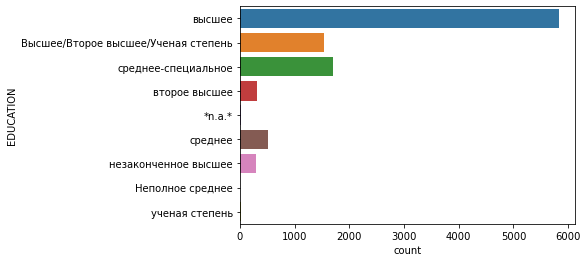 высшее
Высшее/Второе высшее/Ученая степень
среднее-специальное
второе высшее
*n.a.*
среднее
незаконченное высшее
Неполное среднее
ученая степень
EDUCATION
0 1000 2000 3000 4000 5000 6000
count